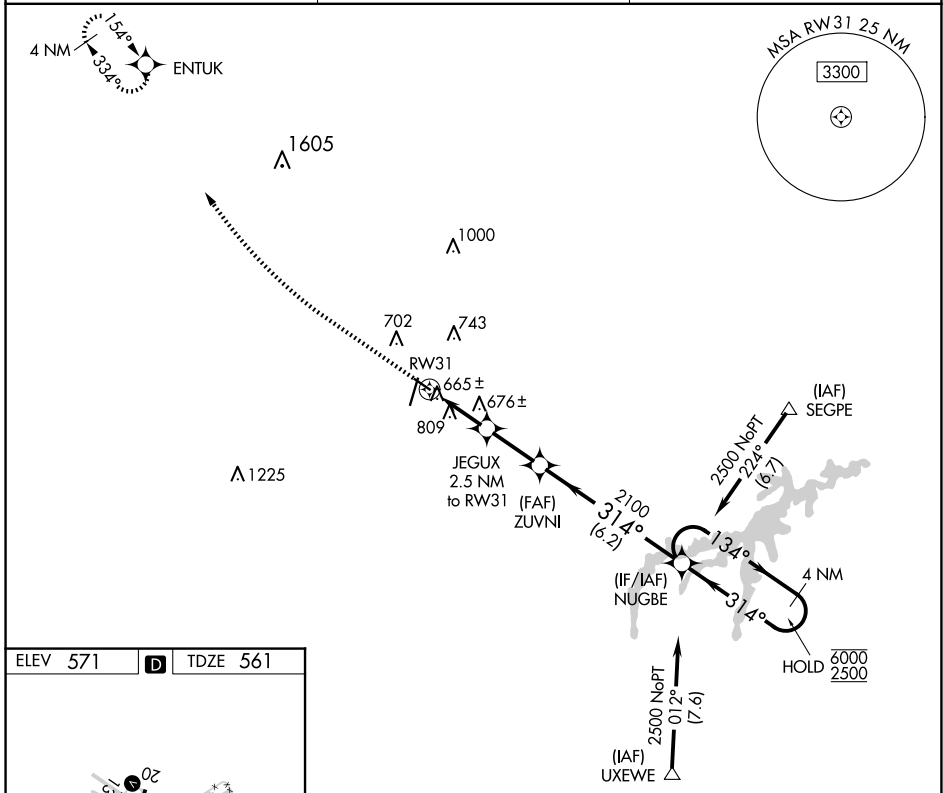 154°
4 NM
334°
ENTUK
MSA RW31 25 NM
3300
1605
1000
702
743
RW31
665±
676±
809
1225
JEGUX
2.5 NM
to RW31
(FAF)
ZUVNI
2100
314°
(6.2)
(IAF)
SEGPE
2500 NoPT
224°
(6.7)
(IF/IAF)
NUGBE
134°
314°
4 NM
HOLD
6000
2500
2500 NoPT
012°
(7.6)
(IAF)
UXEWE
ELEV 571
D
TDZE 561
20
V